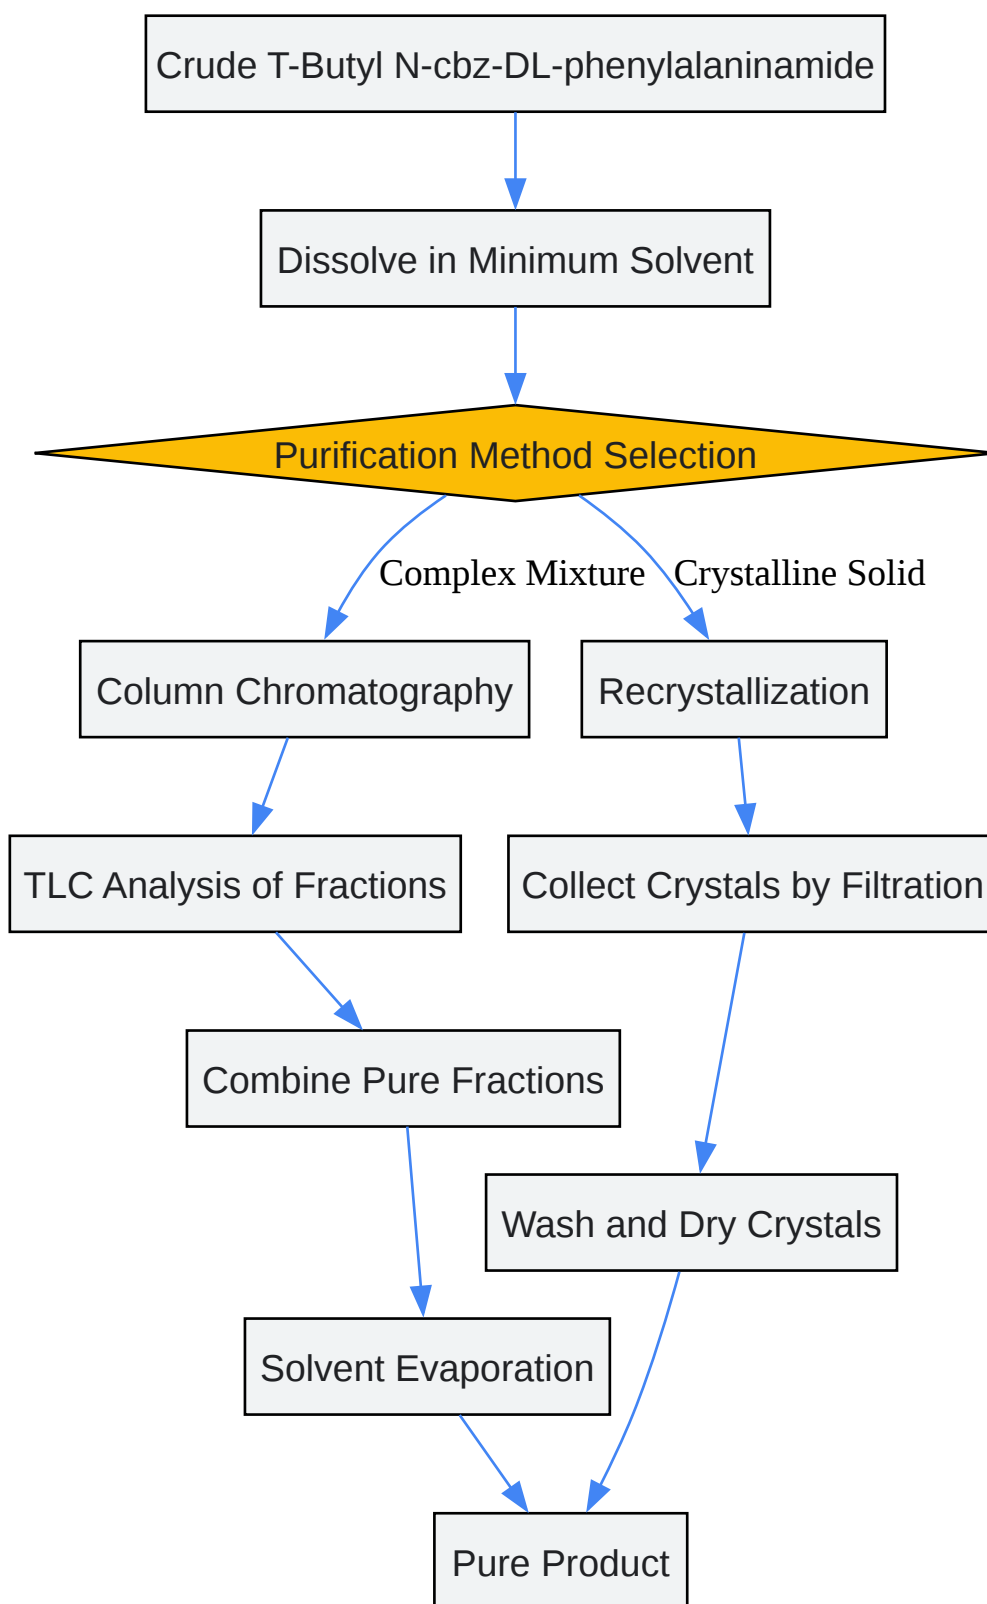 Crude T-Butyl N-cbz-DL-phenylalaninamide
Dissolve in Minimum Solvent
Purification Method Selection
Complex Mixture
Crystalline Solid
Column Chromatography
Recrystallization
TLC Analysis of Fractions
Collect Crystals by Filtration
Combine Pure Fractions
Wash and Dry Crystals
Solvent Evaporation
Pure Product